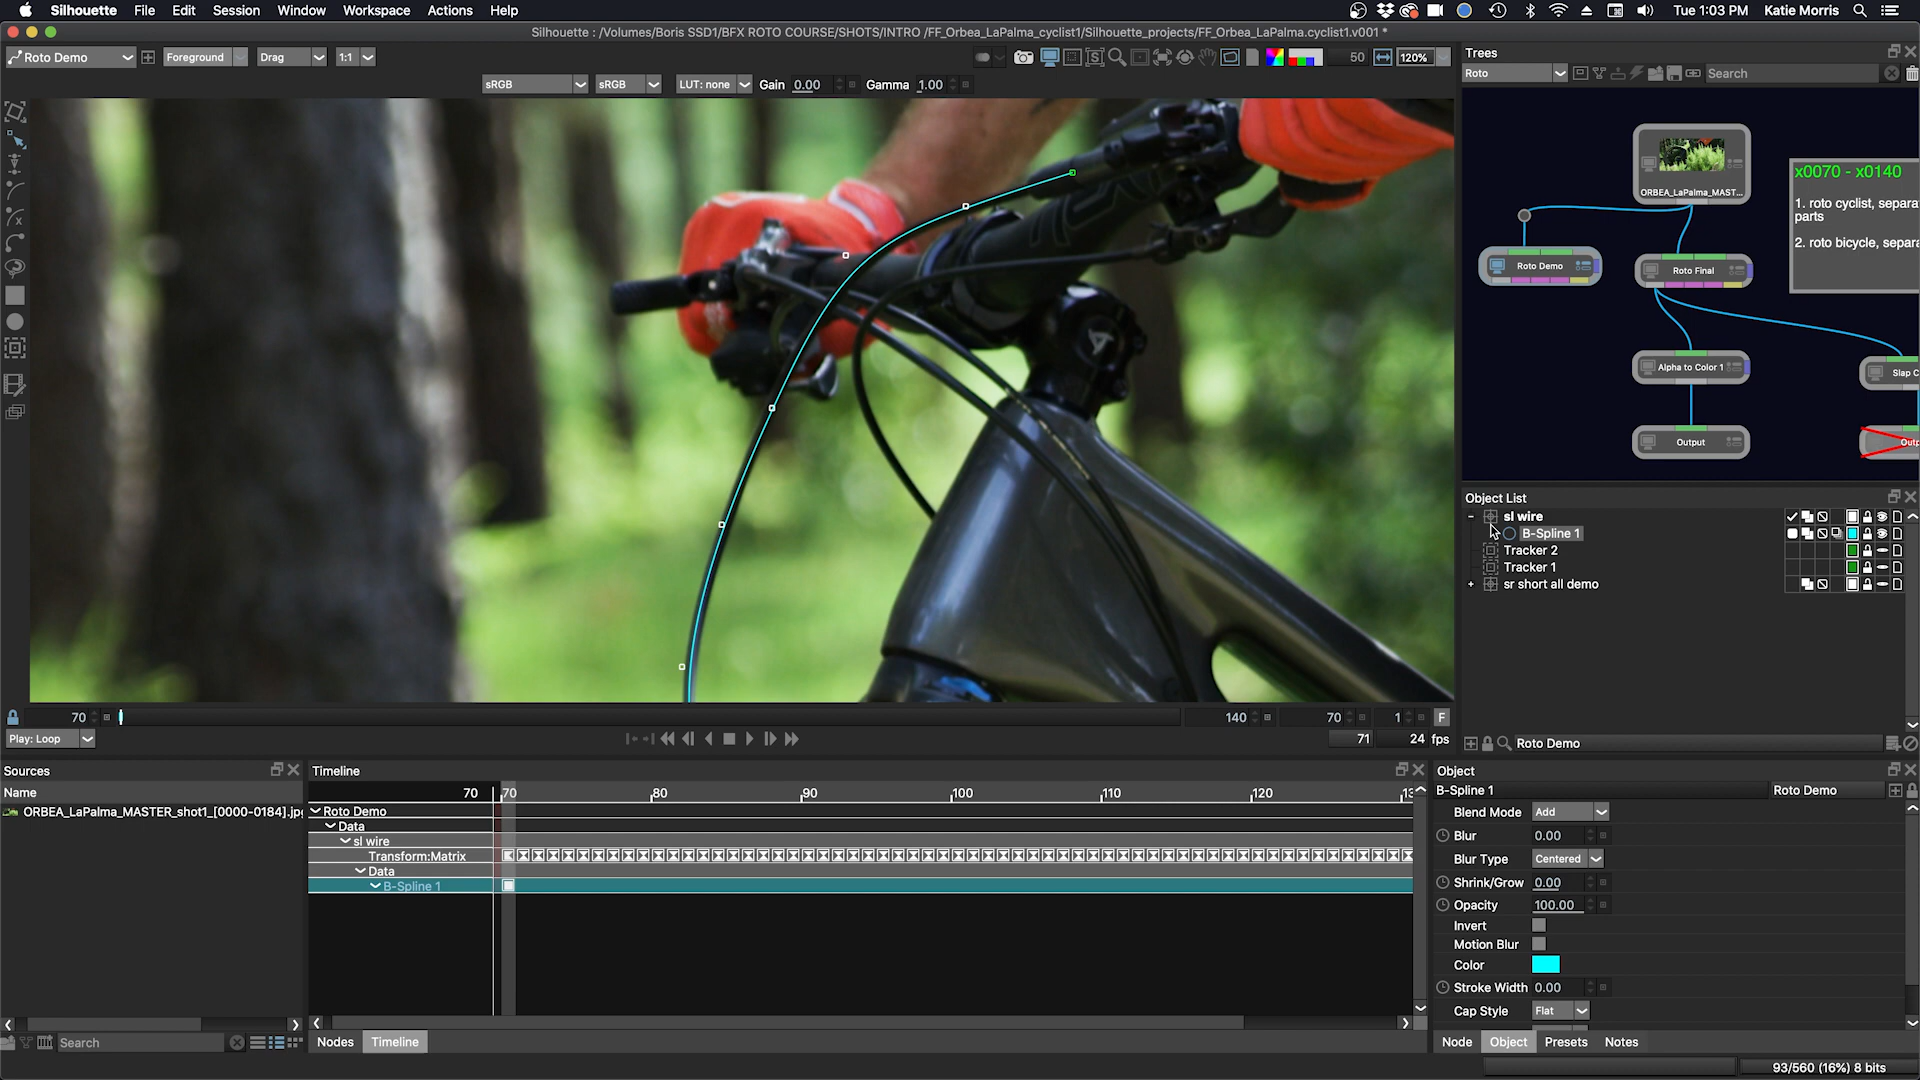 Silhouette File Edit Session Window Workspace Actions Help Tue 1:03 PM Katie Morris
Silhouette : /Volumes/Boris SSD1/BFX ROTO COURSE/SHOTS/INTRO /FF_Orbea_LaPalma_cyclist1/Silhouette_projects/FF_Orbea_LaPalma.cyclist1.v001 *
Roto Demo Foreground Drag 1:1 50 120%
sRGB sRGB LUT: none Gain 0.00 Gamma 1.00
Trees
Roto Search
ORBEA_LaPalma_MAST...
x0070 - x0140
1. roto cyclist, separa
parts
2. roto bicycle, separa
Roto Demo
Roto Final
Alpha to Color 1
Slap C
Output
Outp
Object List
sl wire
B-Spline 1
Tracker 2
Tracker 1
sr short all demo
Roto Demo
70 140 70 1 F
Play: Loop 71 24 fps
Sources
Name
ORBEA_LaPalma_MASTER_shot1_[0000-0184].jp
Search
Timeline
70 70 80 90 100 110 120 13
Roto Demo
Data
sl wire
Transform:Matrix
Data
B-Spline 1
Nodes Timeline
Object
B-Spline 1 Roto Demo
Blend Mode Add
Blur 0.00
Blur Type Centered
Shrink/Grow 0.00
Opacity 100.00
Invert
Motion Blur
Color
Stroke Width 0.00
Cap Style Flat
Node Object Presets Notes
93/560 (16%) 8 bits